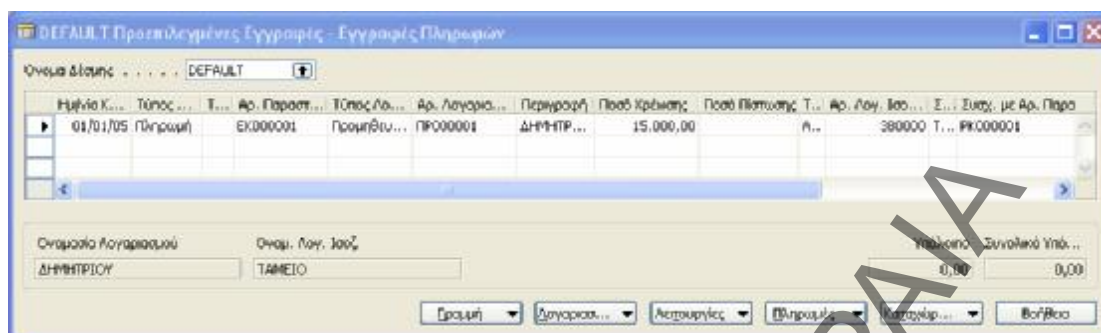 DEFAULT Προεπιλεγμένες Εγγραφές - Εγγραφές Πληρωμών
Όνομα Δέσμης . . . . . DEFAULT
Ημ/νία Κ... Τύπος ... Τ... Αρ. Παραστ... Τύπος Λο... Αρ. Λογαρια... Περιγραφή Ποσό Χρέωσης Ποσό Πίστωσης Τ... Αρ. Λογ. Ισο... Σ... Συσχ. με Αρ. Παρα
01/01/05 Πληρωμή ΕΧ000001 Προμηθευ... ΠΡ000001 ΔΗΜΗΤΡ... 15.000,00 Λ... 380000 Τ... ΡΚ000001
Ονομασία Λογαριασμού Ονομ. Λογ. Ισοζ. Υπόλοιπο Συνολικό Υπό...
ΔΗΜΗΤΡΙΟΥ ΤΑΜΕΙΟ 0,00 0,00
Γραμμή Λογαριασ... Λειτουργίες Πληρωμές Καταχώρ... Βοήθεια
ΡΑΙΑ